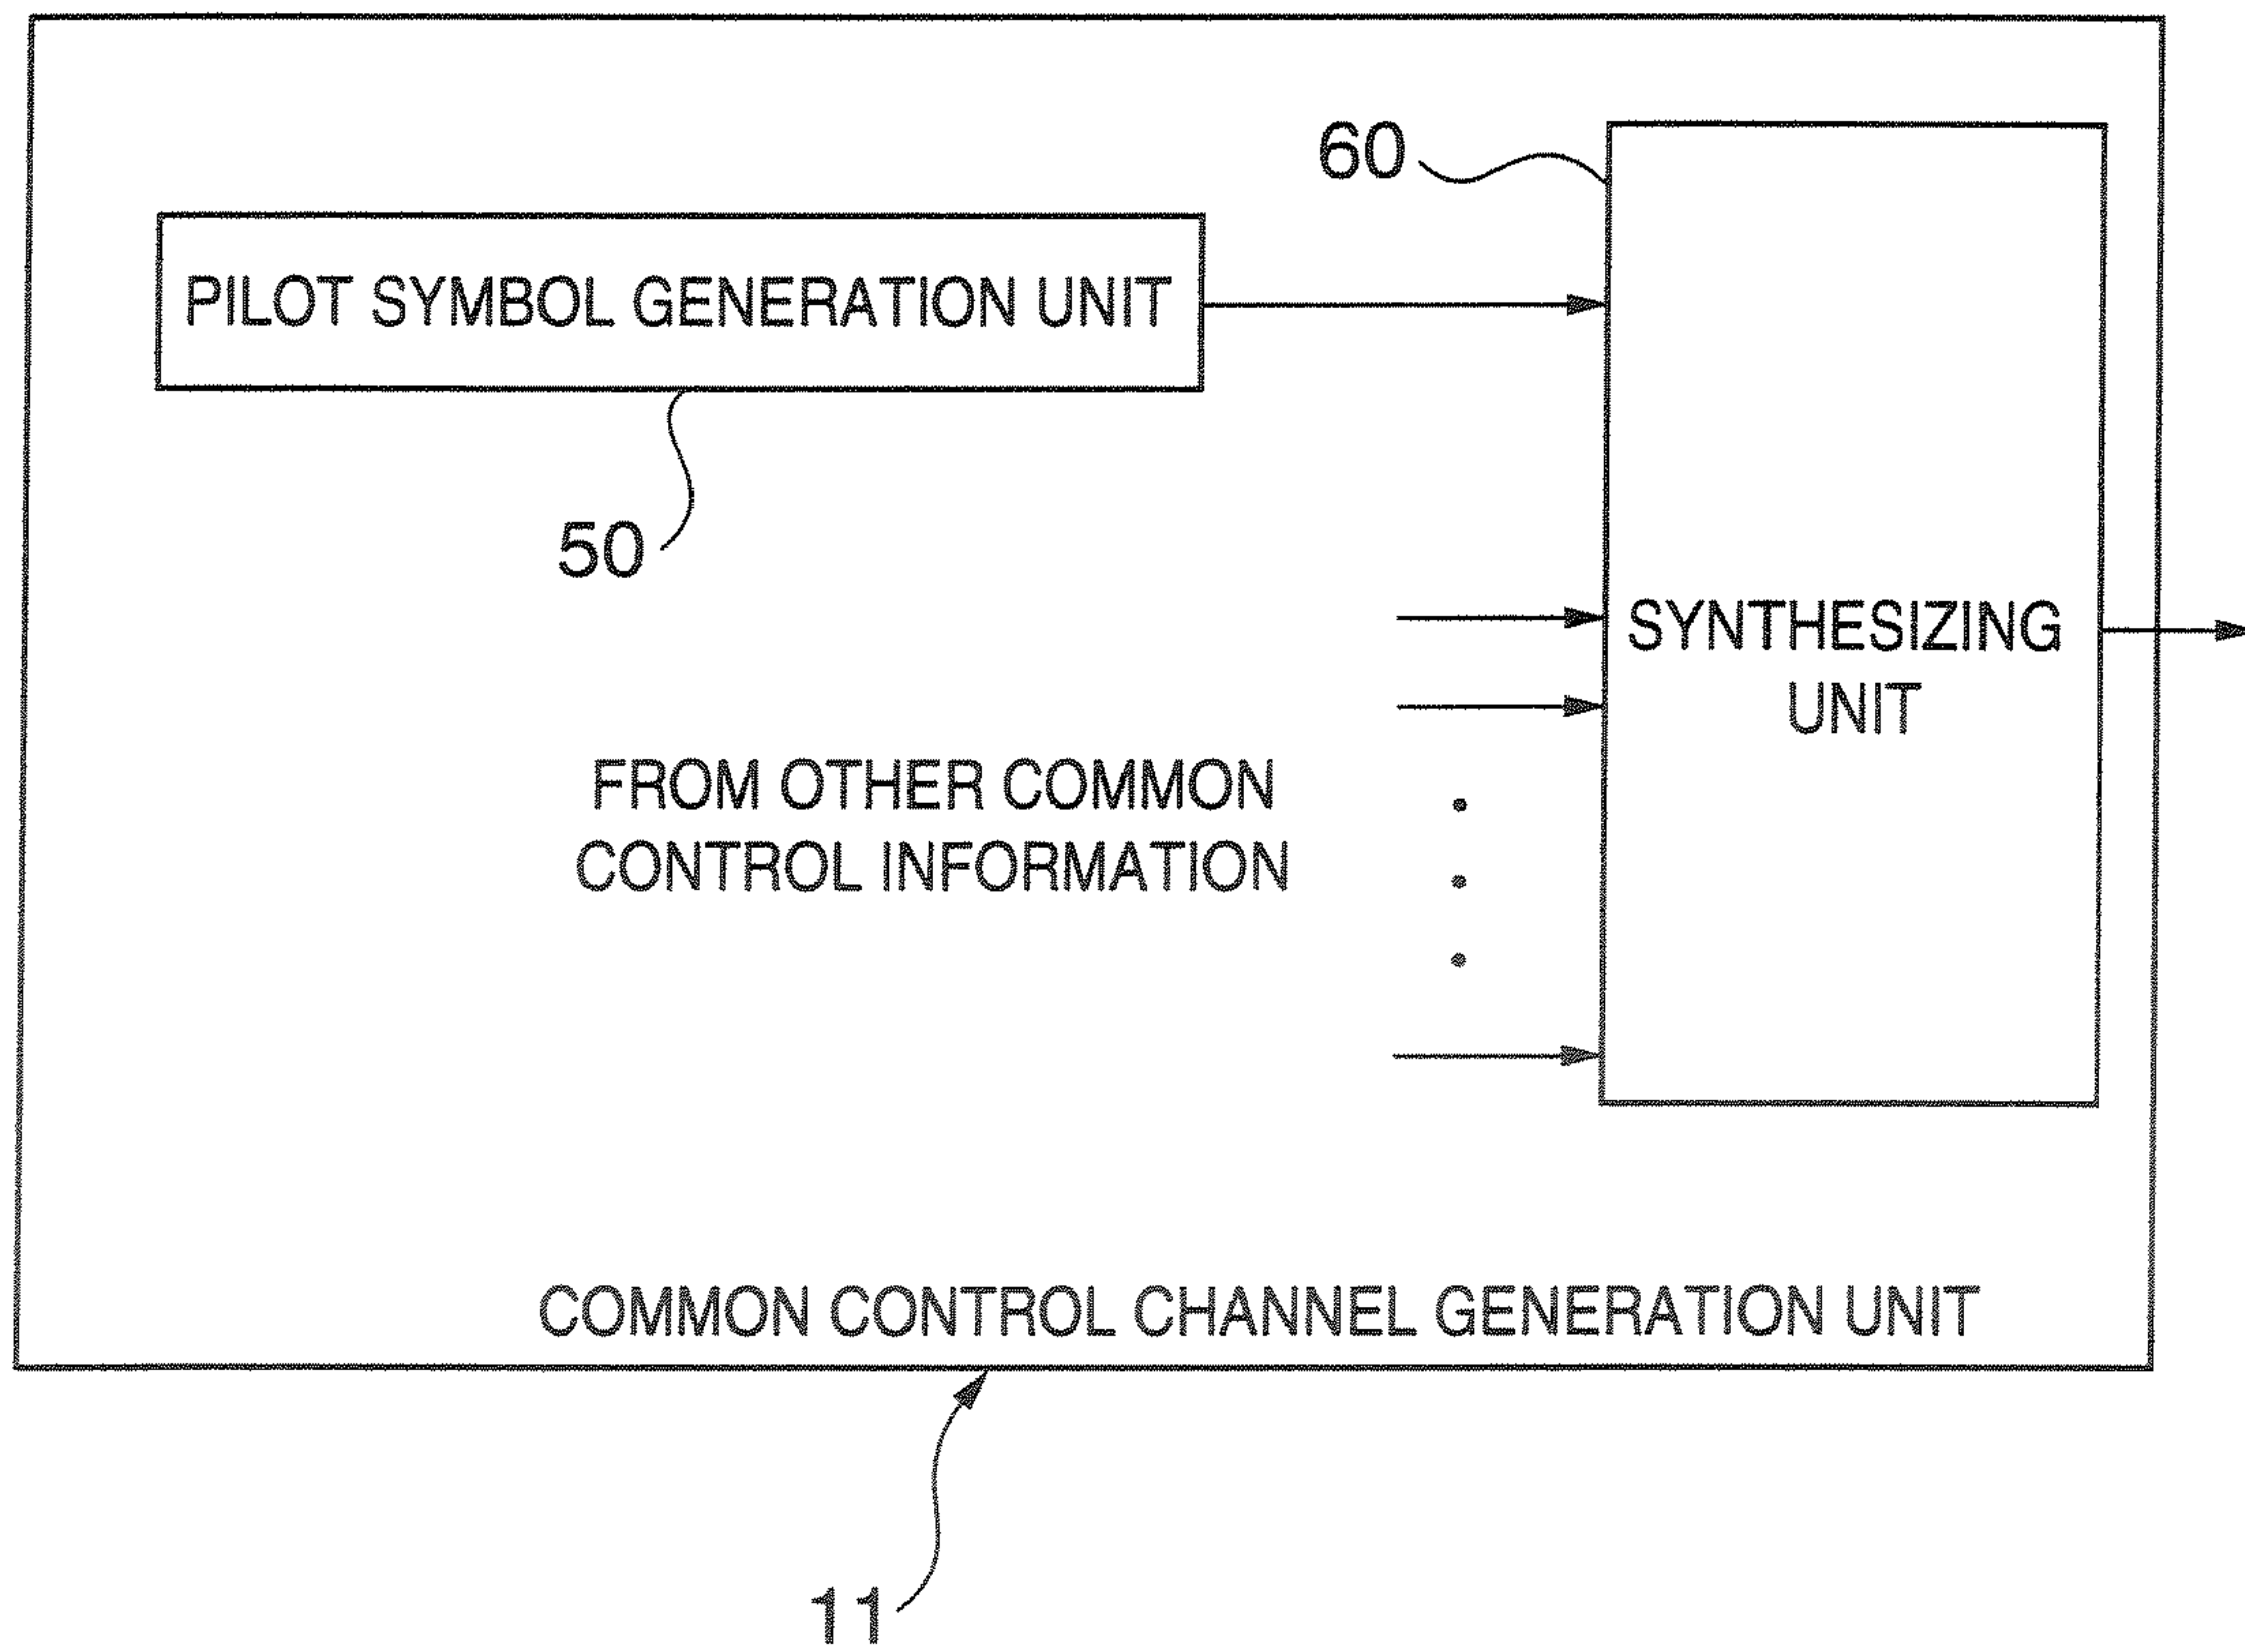 60
PILOT SYMBOL GENERATION UNIT
50
SYNTHESIZING
UNIT
FROM OTHER COMMON
CONTROL INFORMATION
COMMON CONTROL CHANNEL GENERATION UNIT
11